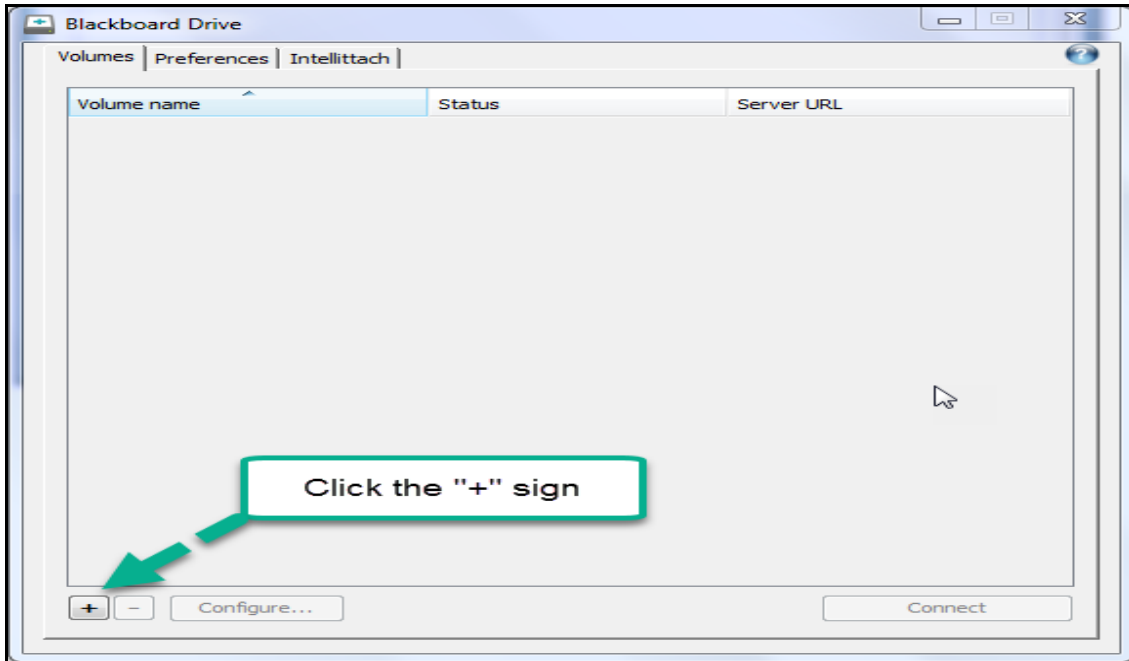 Blackboard Drive
Volumes Preferences Intellittach
Volume name Status Server URL
Click the "+" sign
+ - Configure... Connect